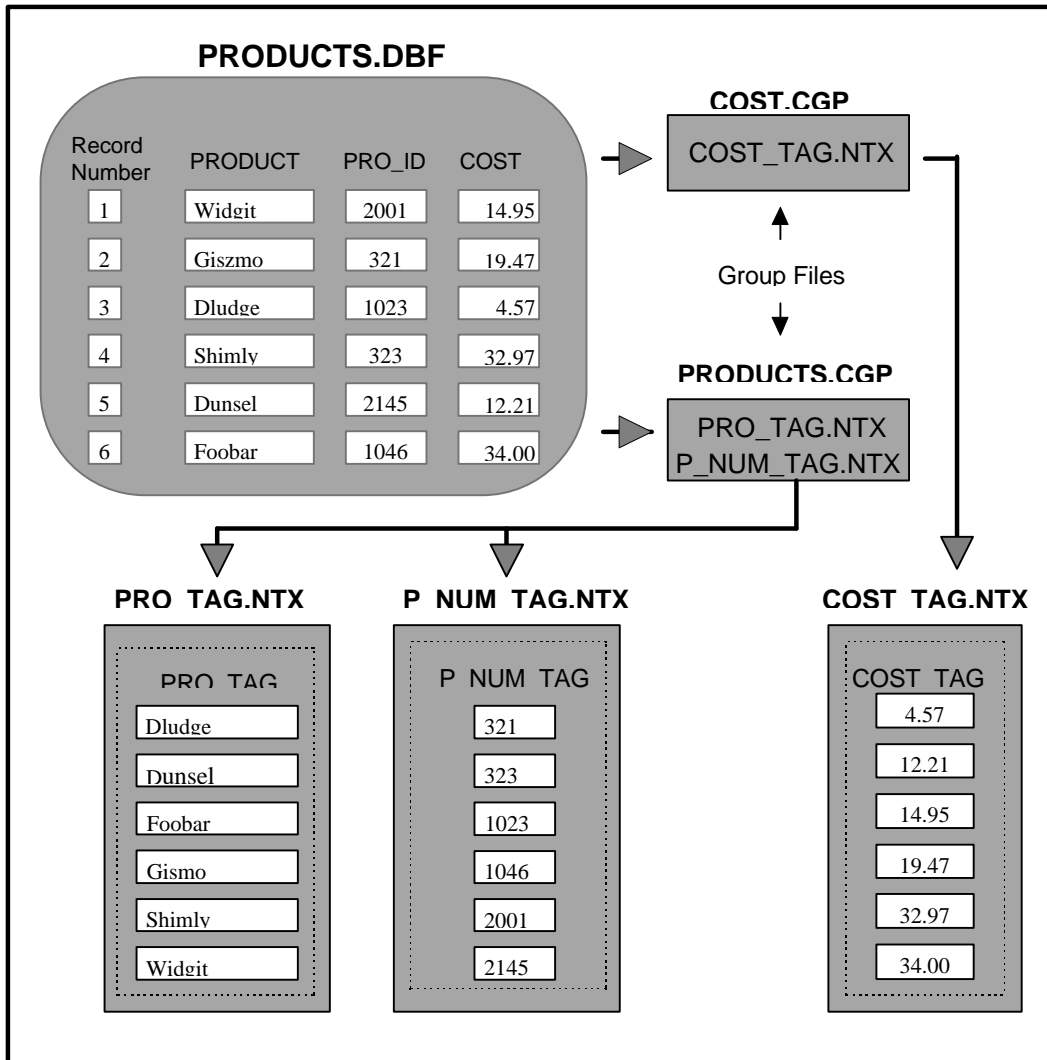 PRODUCTS.DBF
Record
Number PRODUCT PRO_ID COST
1 Widgit 2001 14.95
2 Giszmo 321 19.47
3 Dludge 1023 4.57
4 Shimly 323 32.97
5 Dunsel 2145 12.21
6 Foobar 1046 34.00
COST.CGP
COST_TAG.NTX
Group Files
PRODUCTS.CGP
PRO_TAG.NTX
P_NUM_TAG.NTX
PRO TAG.NTX
PRO TAG
Dludge
Dunsel
Foobar
Gismo
Shimly
Widgit
P NUM TAG.NTX
P NUM TAG
321
323
1023
1046
2001
2145
COST TAG.NTX
COST TAG
4.57
12.21
14.95
19.47
32.97
34.00